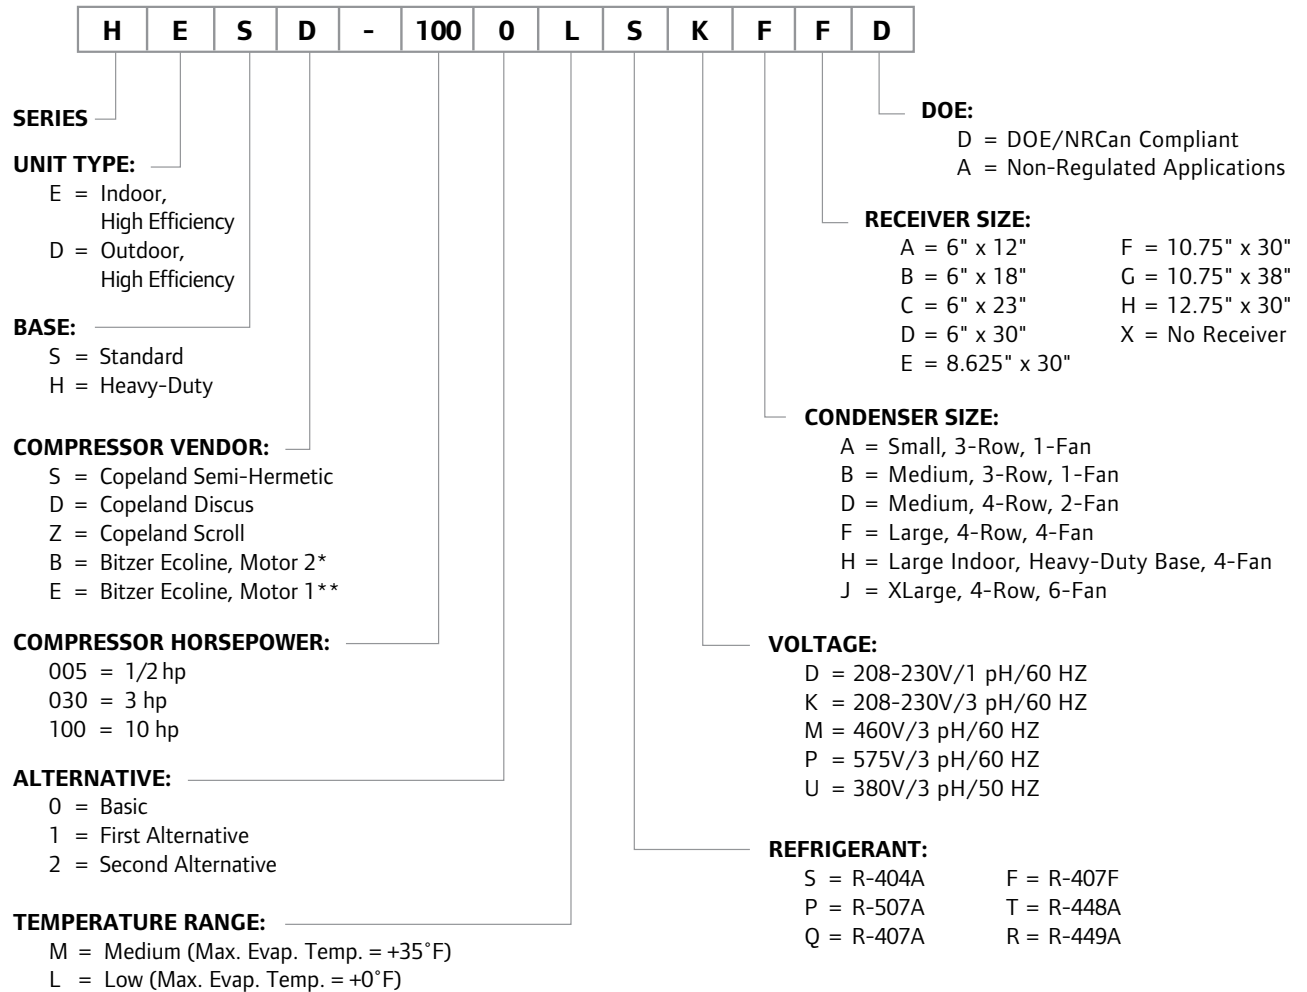 H E S D - 100 0 L S K F F D
SERIES
UNIT TYPE:
E = Indoor,
High Efficiency
D = Outdoor,
High Efficiency
BASE:
S = Standard
H = Heavy-Duty
COMPRESSOR VENDOR:
S = Copeland Semi-Hermetic
D = Copeland Discus
Z = Copeland Scroll
B = Bitzer Ecoline, Motor 2*
E = Bitzer Ecoline, Motor 1**
COMPRESSOR HORSEPOWER:
005 = 1/2 hp
030 = 3 hp
100 = 10 hp
ALTERNATIVE:
0 = Basic
1 = First Alternative
2 = Second Alternative
TEMPERATURE RANGE:
M = Medium (Max. Evap. Temp. = +35˚F)
L = Low (Max. Evap. Temp. = +0˚F)
DOE:
D = DOE/NRCan Compliant
A = Non-Regulated Applications
RECEIVER SIZE:
A = 6" x 12" F = 10.75" x 30"
B = 6" x 18" G = 10.75" x 38"
C = 6" x 23" H = 12.75" x 30"
D = 6" x 30" X = No Receiver
E = 8.625" x 30"
CONDENSER SIZE:
A = Small, 3-Row, 1-Fan
B = Medium, 3-Row, 1-Fan
D = Medium, 4-Row, 2-Fan
F = Large, 4-Row, 4-Fan
H = Large Indoor, Heavy-Duty Base, 4-Fan
J = XLarge, 4-Row, 6-Fan
VOLTAGE:
D = 208-230V/1 pH/60 HZ
K = 208-230V/3 pH/60 HZ
M = 460V/3 pH/60 HZ
P = 575V/3 pH/60 HZ
U = 380V/3 pH/50 HZ
REFRIGERANT:
S = R-404A F = R-407F
P = R-507A T = R-448A
Q = R-407A R = R-449A